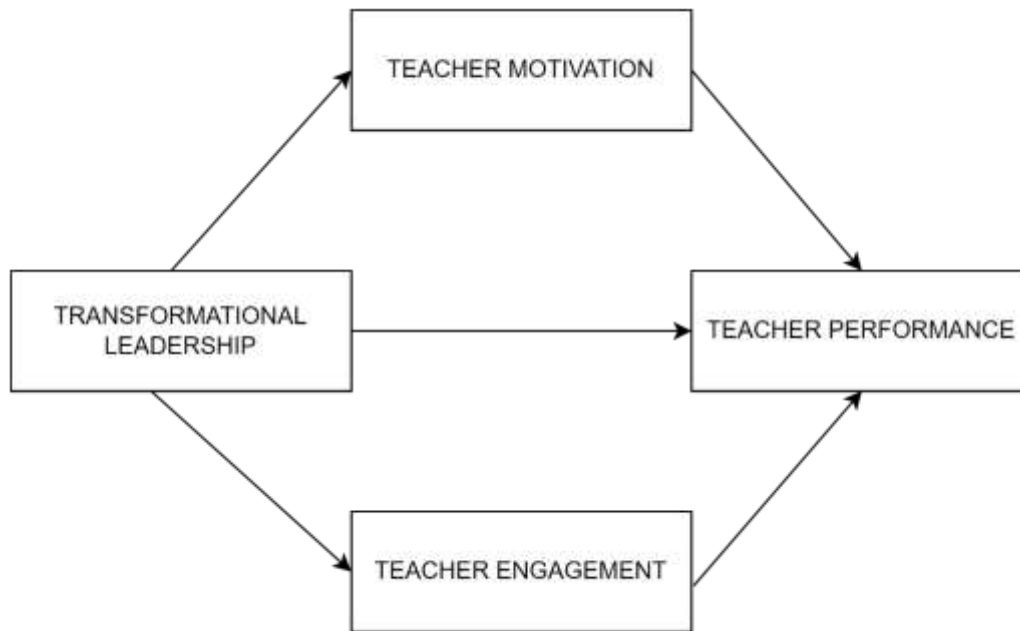 TEACHER MOTIVATION
TRANSFORMATIONAL
LEADERSHIP
TEACHER PERFORMANCE
TEACHER ENGAGEMENT